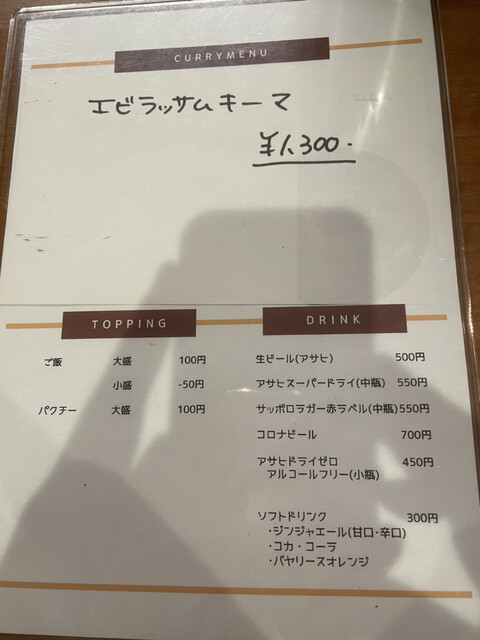 CURRYMENU
エビラッサムキーマ
¥1,300.
TOPPING
ご飯 大盛 100円
小盛 -50円
パクチー 大盛 100円
DRINK
生ビール(アサヒ) 500円
アサヒスーパードライ(中瓶) 550円
サッポロラガー赤ラベル(中瓶) 550円
コロナビール 700円
アサヒドライゼロ 450円
アルコールフリー(小瓶)
ソフトドリンク 300円
・ジンジャエール(甘口・辛口)
・コカ・コーラ
・バヤリースオレンジ